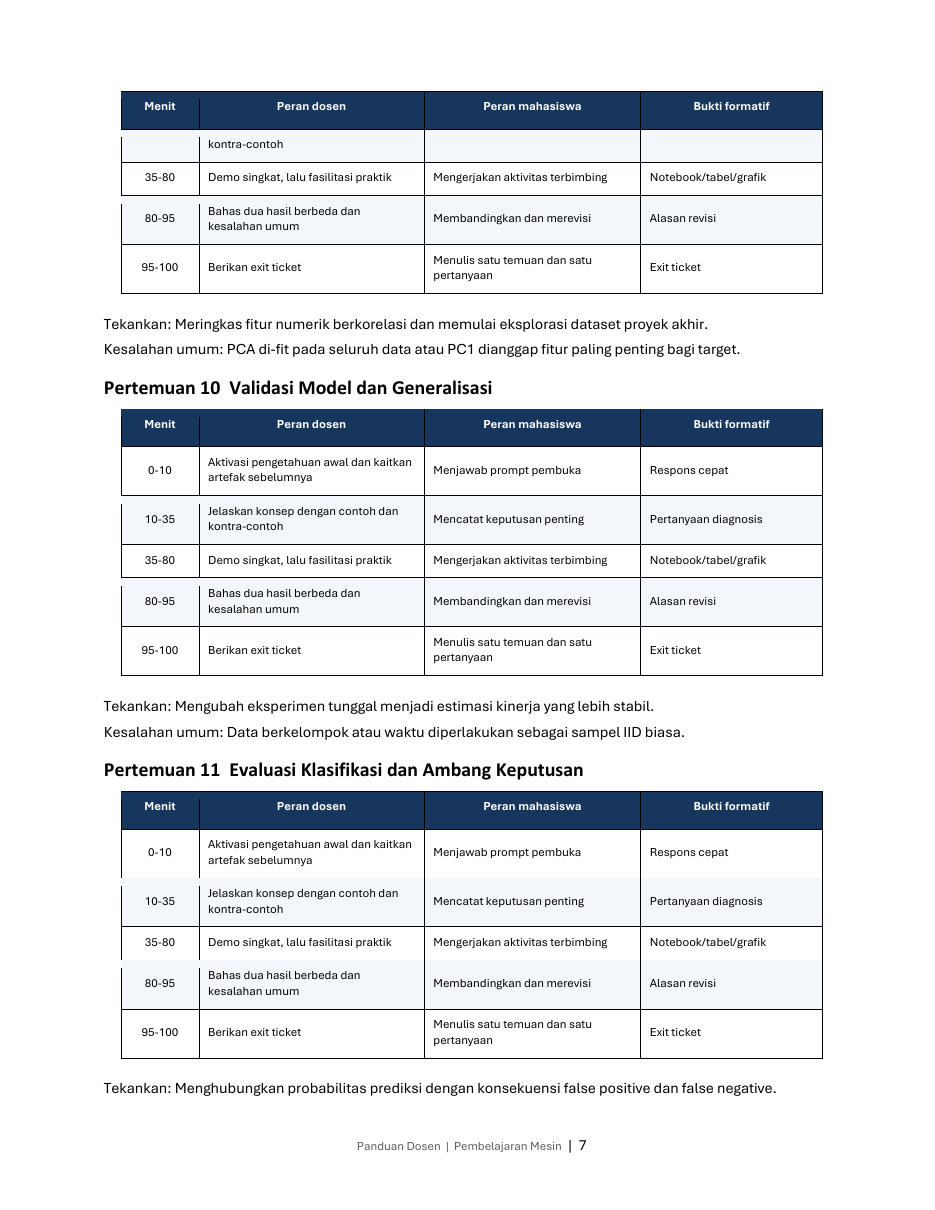 Menit Peran dosen Peran mahasiswa Bukti formatif
kontra-contoh
35-80 Demo singkat, lalu fasilitasi praktik Mengerjakan aktivitas terbimbing Notebook/tabel/grafik
80-95 Bahas dua hasil berbeda dan
kesalahan umum Membandingkan dan merevisi Alasan revisi
95-100 Berikan exit ticket Menulis satu temuan dan satu
pertanyaan Exit ticket
Tekankan: Meringkas fitur numerik berkorelasi dan memulai eksplorasi dataset proyek akhir.
Kesalahan umum: PCA di-fit pada seluruh data atau PC1 dianggap fitur paling penting bagi target.
Pertemuan 10 Validasi Model dan Generalisasi
Menit Peran dosen Peran mahasiswa Bukti formatif
0-10 Aktivasi pengetahuan awal dan kaitkan
artefak sebelumnya Menjawab prompt pembuka Respons cepat
10-35 Jelaskan konsep dengan contoh dan
kontra-contoh Mencatat keputusan penting Pertanyaan diagnosis
35-80 Demo singkat, lalu fasilitasi praktik Mengerjakan aktivitas terbimbing Notebook/tabel/grafik
80-95 Bahas dua hasil berbeda dan
kesalahan umum Membandingkan dan merevisi Alasan revisi
95-100 Berikan exit ticket Menulis satu temuan dan satu
pertanyaan Exit ticket
Tekankan: Mengubah eksperimen tunggal menjadi estimasi kinerja yang lebih stabil.
Kesalahan umum: Data berkelompok atau waktu diperlakukan sebagai sampel IID biasa.
Pertemuan 11 Evaluasi Klasifikasi dan Ambang Keputusan
Menit Peran dosen Peran mahasiswa Bukti formatif
0-10 Aktivasi pengetahuan awal dan kaitkan
artefak sebelumnya Menjawab prompt pembuka Respons cepat
10-35 Jelaskan konsep dengan contoh dan
kontra-contoh Mencatat keputusan penting Pertanyaan diagnosis
35-80 Demo singkat, lalu fasilitasi praktik Mengerjakan aktivitas terbimbing Notebook/tabel/grafik
80-95 Bahas dua hasil berbeda dan
kesalahan umum Membandingkan dan merevisi Alasan revisi
95-100 Berikan exit ticket Menulis satu temuan dan satu
pertanyaan Exit ticket
Tekankan: Menghubungkan probabilitas prediksi dengan konsekuensi false positive dan false negative.
Panduan Dosen | Pembelajaran Mesin | 7